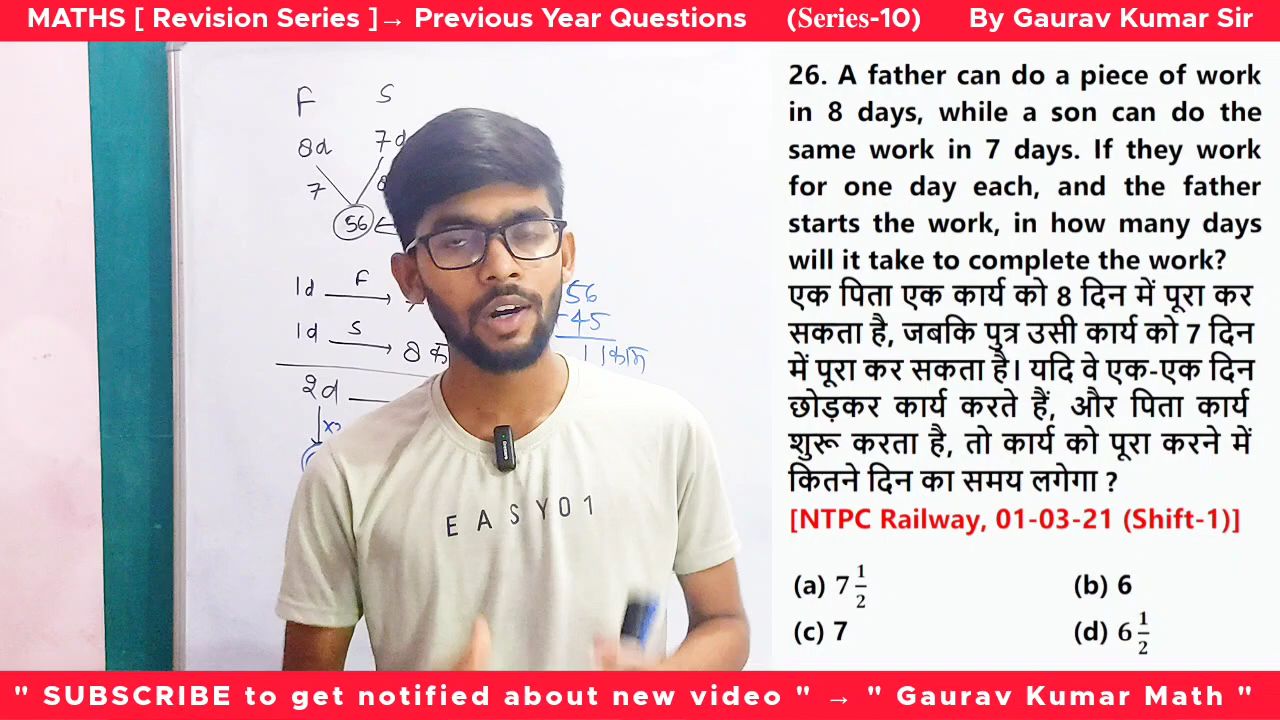 MATHS [ Revision Series ]→ Previous Year Questions (Series-10) By Gaurav Kumar Sir
F S
8d 7d
7 8
56
1d F
1d S 8
2d
56
-45
11काम
EASY01
26. A father can do a piece of work
in 8 days, while a son can do the
same work in 7 days. If they work
for one day each, and the father
starts the work, in how many days
will it take to complete the work?
एक पिता एक कार्य को 8 दिन में पूरा कर
सकता है, जबकि पुत्र उसी कार्य को 7 दिन
में पूरा कर सकता है। यदि वे एक-एक दिन
छोड़कर कार्य करते हैं, और पिता कार्य
शुरू करता है, तो कार्य को पूरा करने में
कितने दिन का समय लगेगा ?
[NTPC Railway, 01-03-21 (Shift-1)]
(a) 7 1/2 (b) 6
(c) 7 (d) 6 1/2
" SUBSCRIBE to get notified about new video " → " Gaurav Kumar Math "